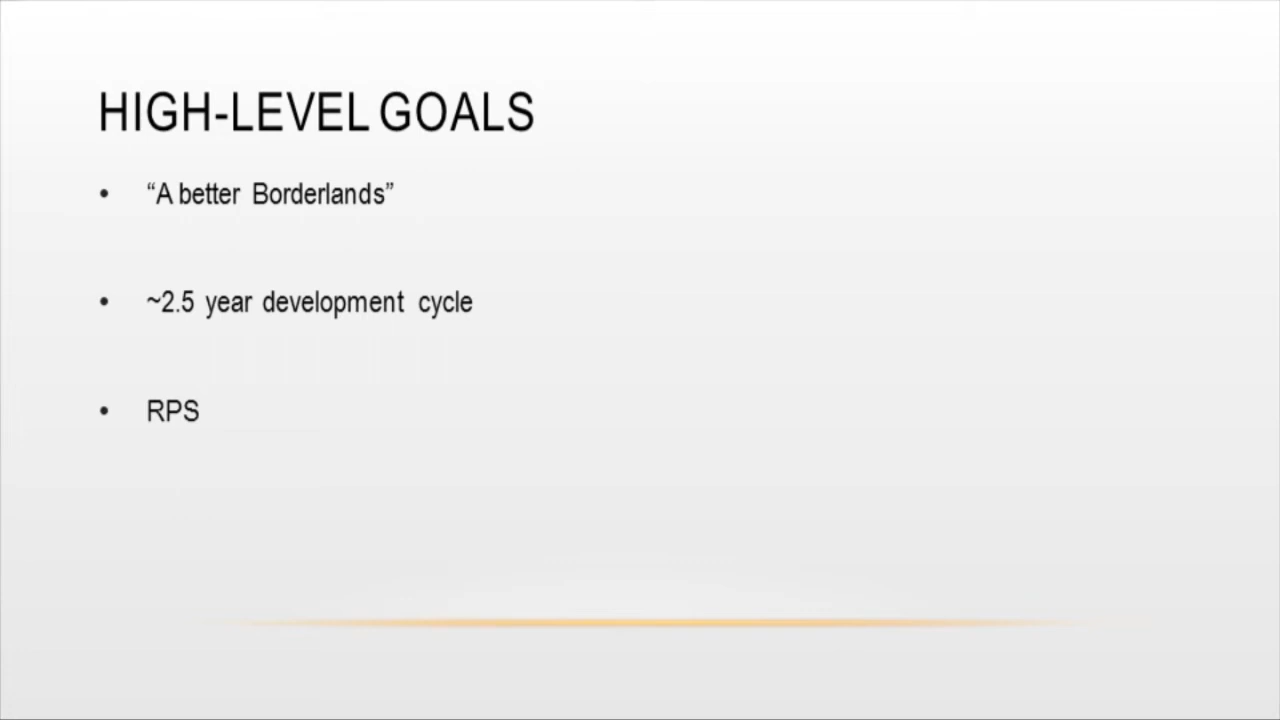 HIGH-LEVEL GOALS
• “A better Borderlands”
• ~2.5 year development cycle
• RPS